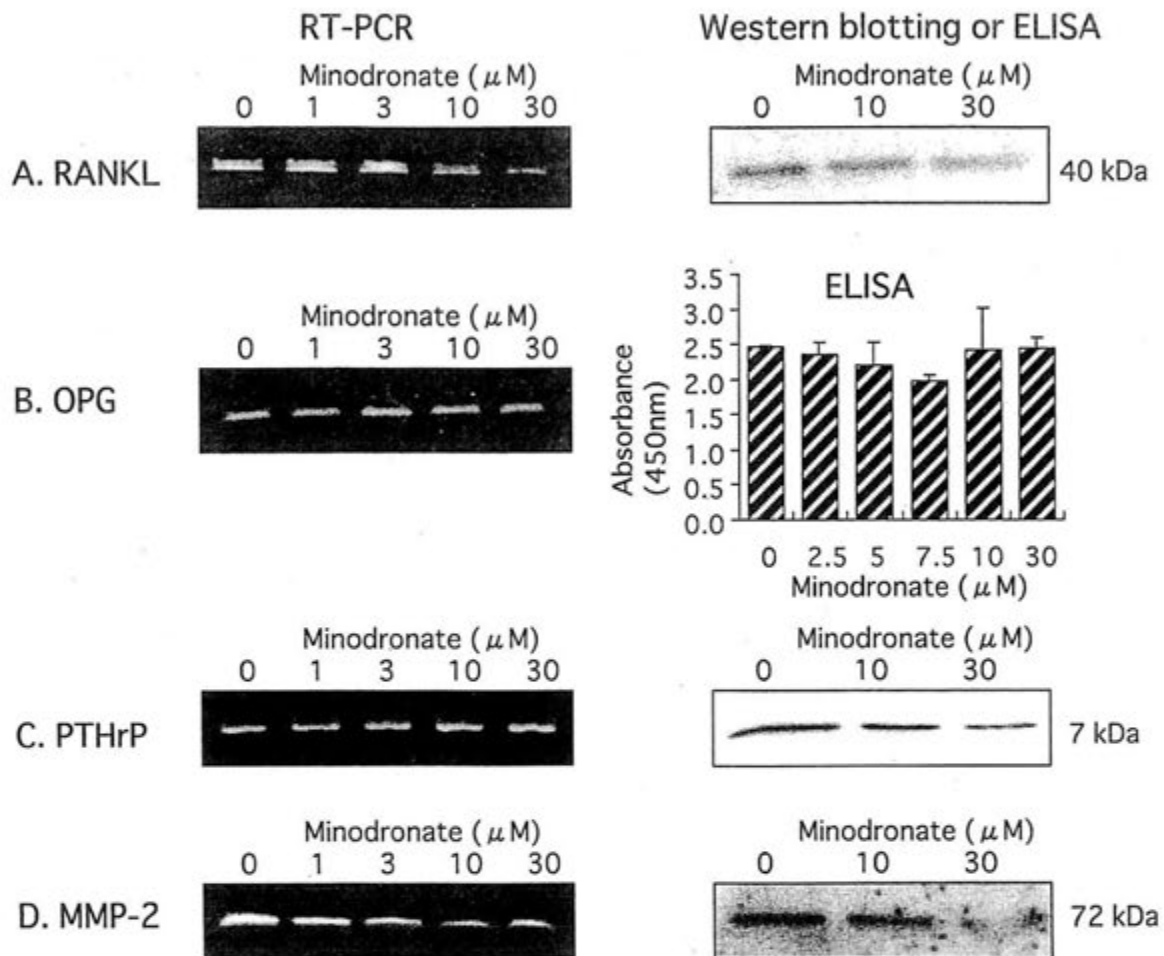 RT-PCR
Western blotting or ELISA
Minodronate (μM)
0 1 3 10 30
Minodronate (μM)
0 10 30
A. RANKL
40 kDa
Minodronate (μM)
0 1 3 10 30
B. OPG
ELISA
Absorbance
(450nm)
3.5
3.0
2.5
2.0
1.5
1.0
0.5
0.0
0 2.5 5 7.5 10 30
Minodronate (μM)
Minodronate (μM)
0 1 3 10 30
Minodronate (μM)
0 10 30
C. PTHrP
7 kDa
Minodronate (μM)
0 1 3 10 30
Minodronate (μM)
0 10 30
D. MMP-2
72 kDa